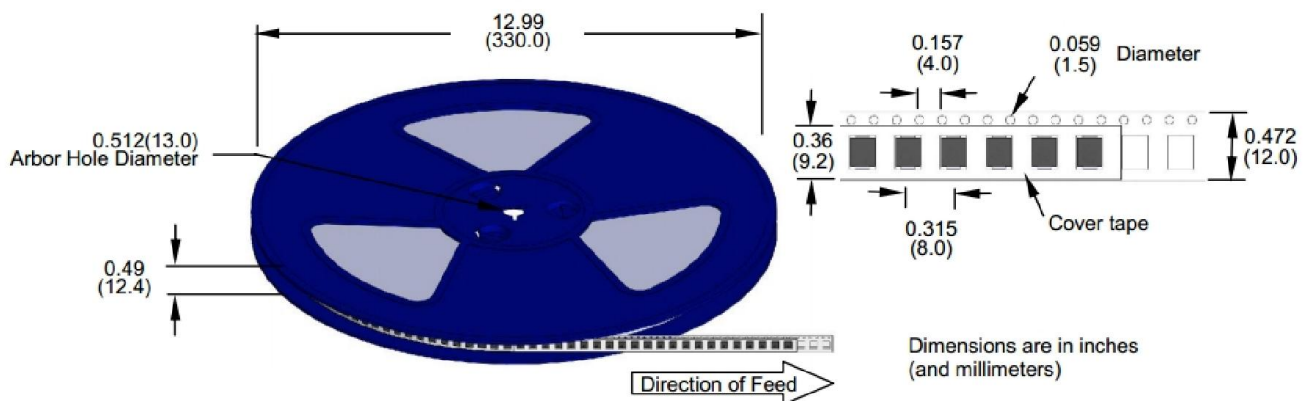 12.99
(330.0)
0.512(13.0)
Arbor Hole Diameter
0.49
(12.4)
Direction of Feed
0.157
(4.0)
0.059
(1.5)
Diameter
0.36
(9.2)
0.472
(12.0)
0.315
(8.0)
Cover tape
Dimensions are in inches
(and millimeters)